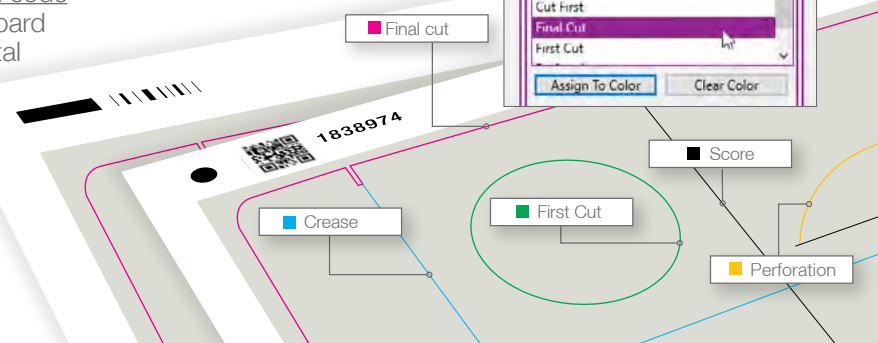 code
board
tal
Final cut
Cut First
Final Cut
First Cut
Assign To Color
Clear Color
1838974
Score
Crease
First Cut
Perforation